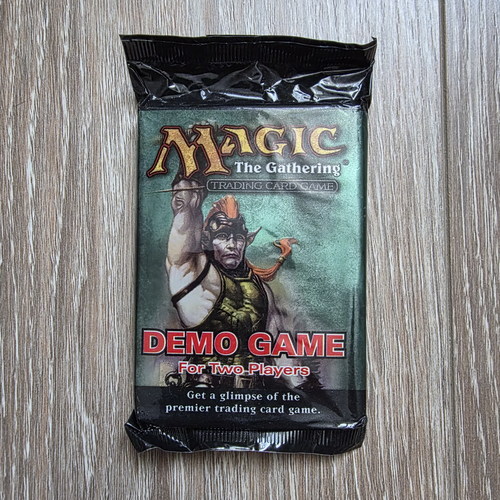 MAGIC
The Gathering®
TRADING CARD GAME
DEMO GAME
For Two Players
Get a glimpse of the
premier trading card game.